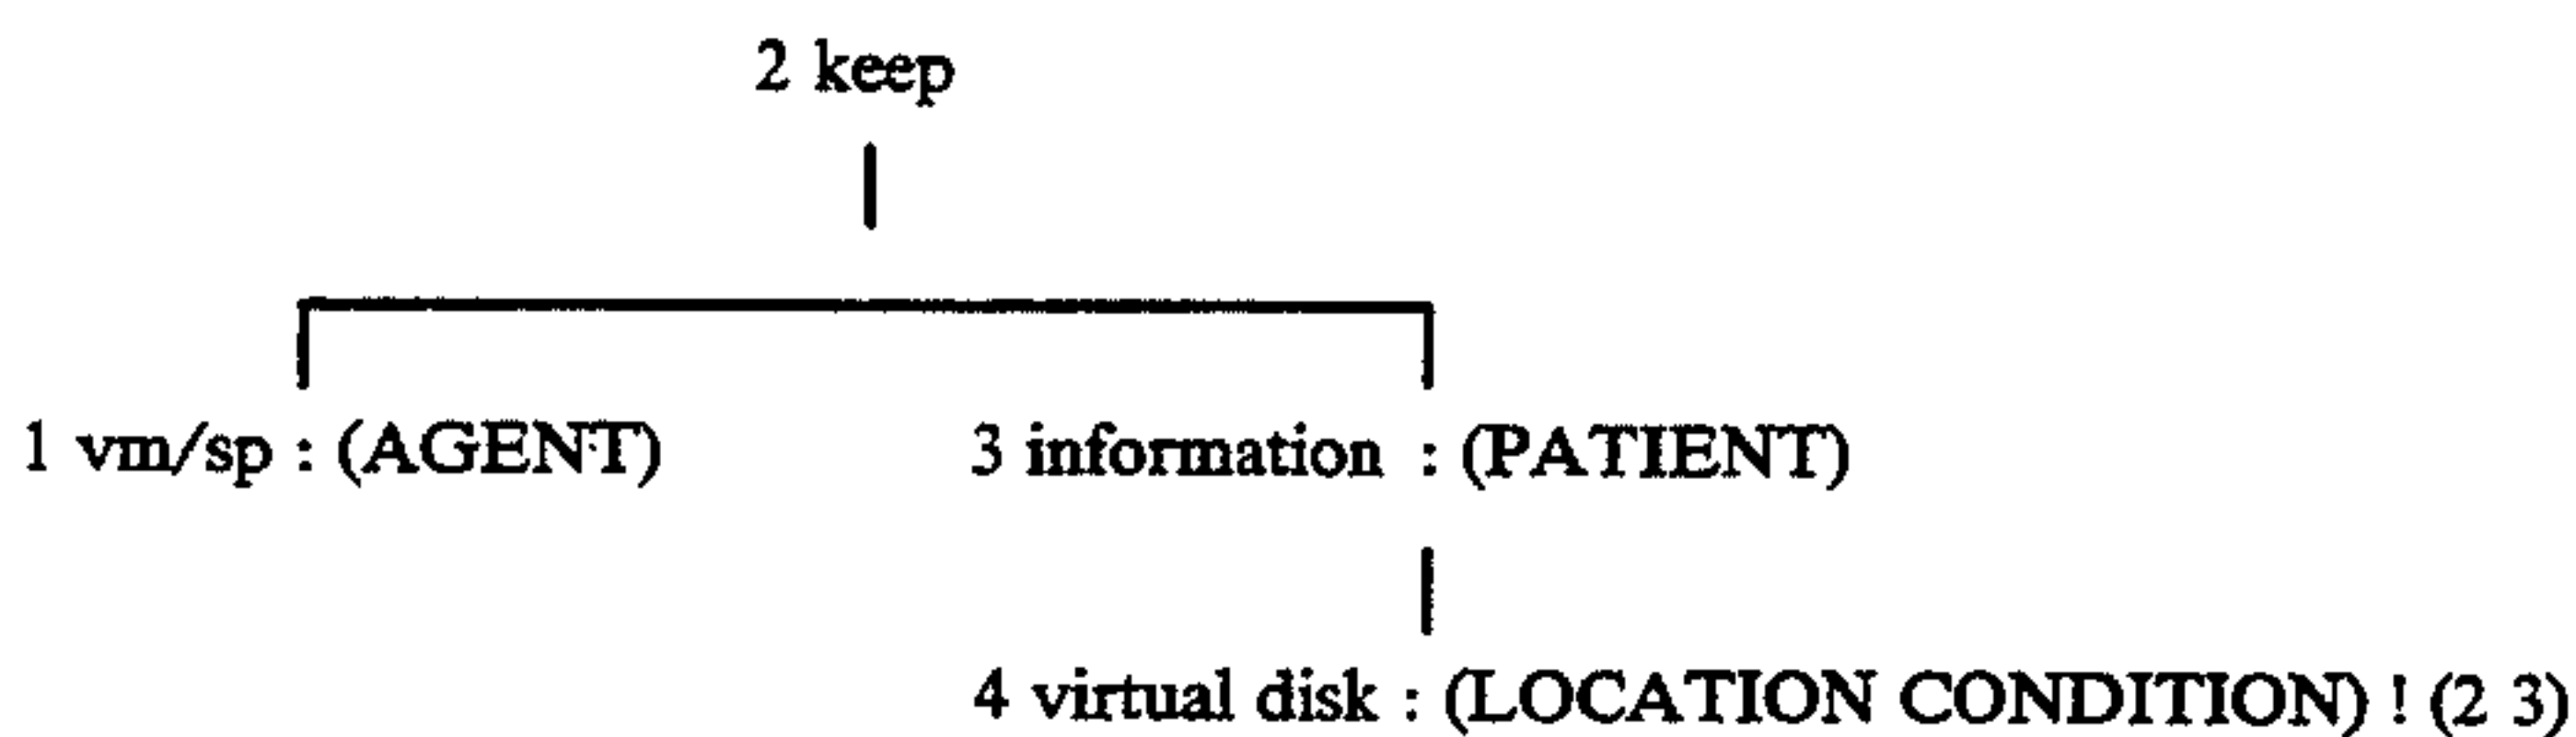 2 keep
1 vm/sp : (AGENT)
3 information : (PATIENT)
4 virtual disk : (LOCATION CONDITION) ! (2 3)